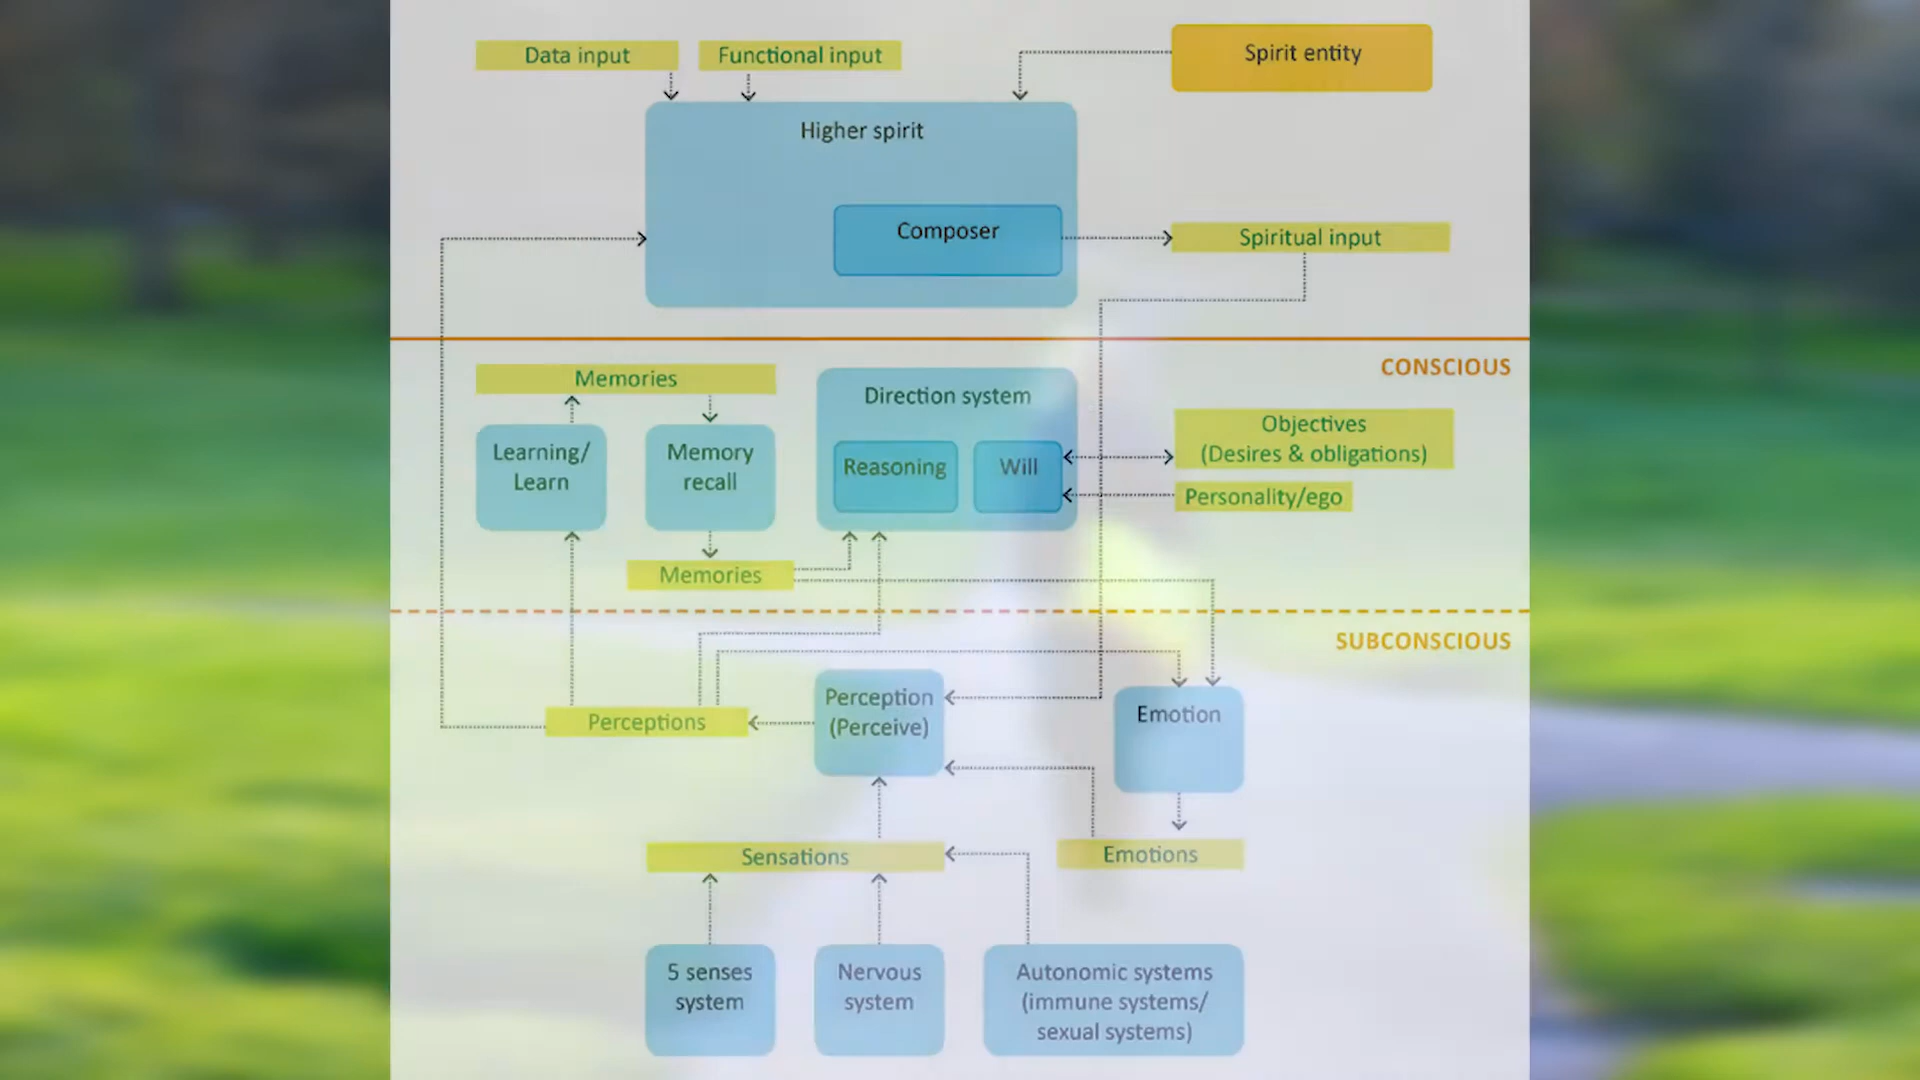 Data input
Functional input
Spirit entity
Higher spirit
Composer
Spiritual input
CONSCIOUS
Memories
Direction system
Objectives
(Desires & obligations)
Learning/
Learn
Memory
recall
Reasoning
Will
Personality/ego
Memories
SUBCONSCIOUS
Perceptions
Perception
(Perceive)
Emotion
Sensations
Emotions
5 senses
system
Nervous
system
Autonomic systems
(immune systems/
sexual systems)